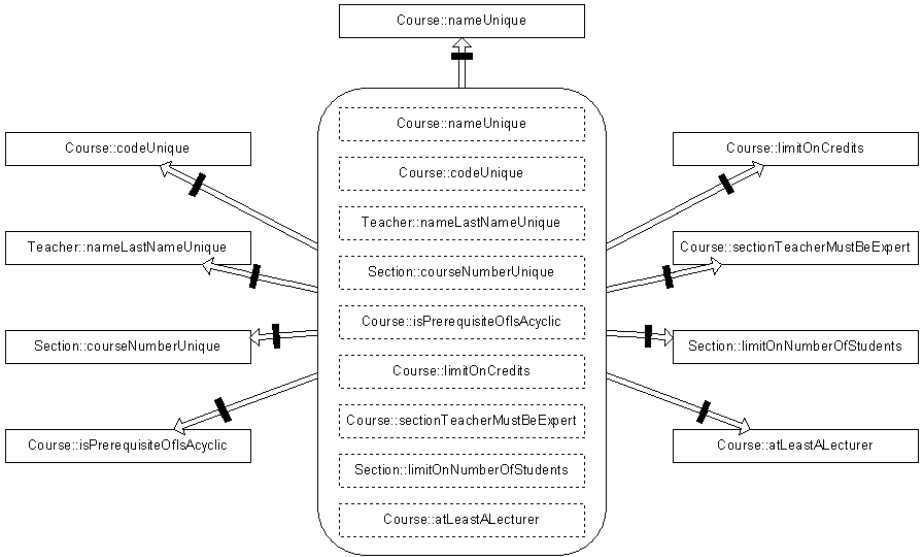 Course::nameUnique
Course::nameUnique
Course::codeUnique
Course::limitOnCredits
Course::codeUnique
Teacher::nameLastNameUnique
Teacher::nameLastNameUnique
Course::sectionTeacherMustBeExpert
Section::courseNumberUnique
Course::isPrerequisiteOfIsAcyclic
Section::courseNumberUnique
Section::limitOnNumberOfStudents
Course::limitOnCredits
Course::sectionTeacherMustBeExpert
Course::isPrerequisiteOfIsAcyclic
Course::atLeastALecturer
Section::limitOnNumberOfStudents
Course::atLeastALecturer